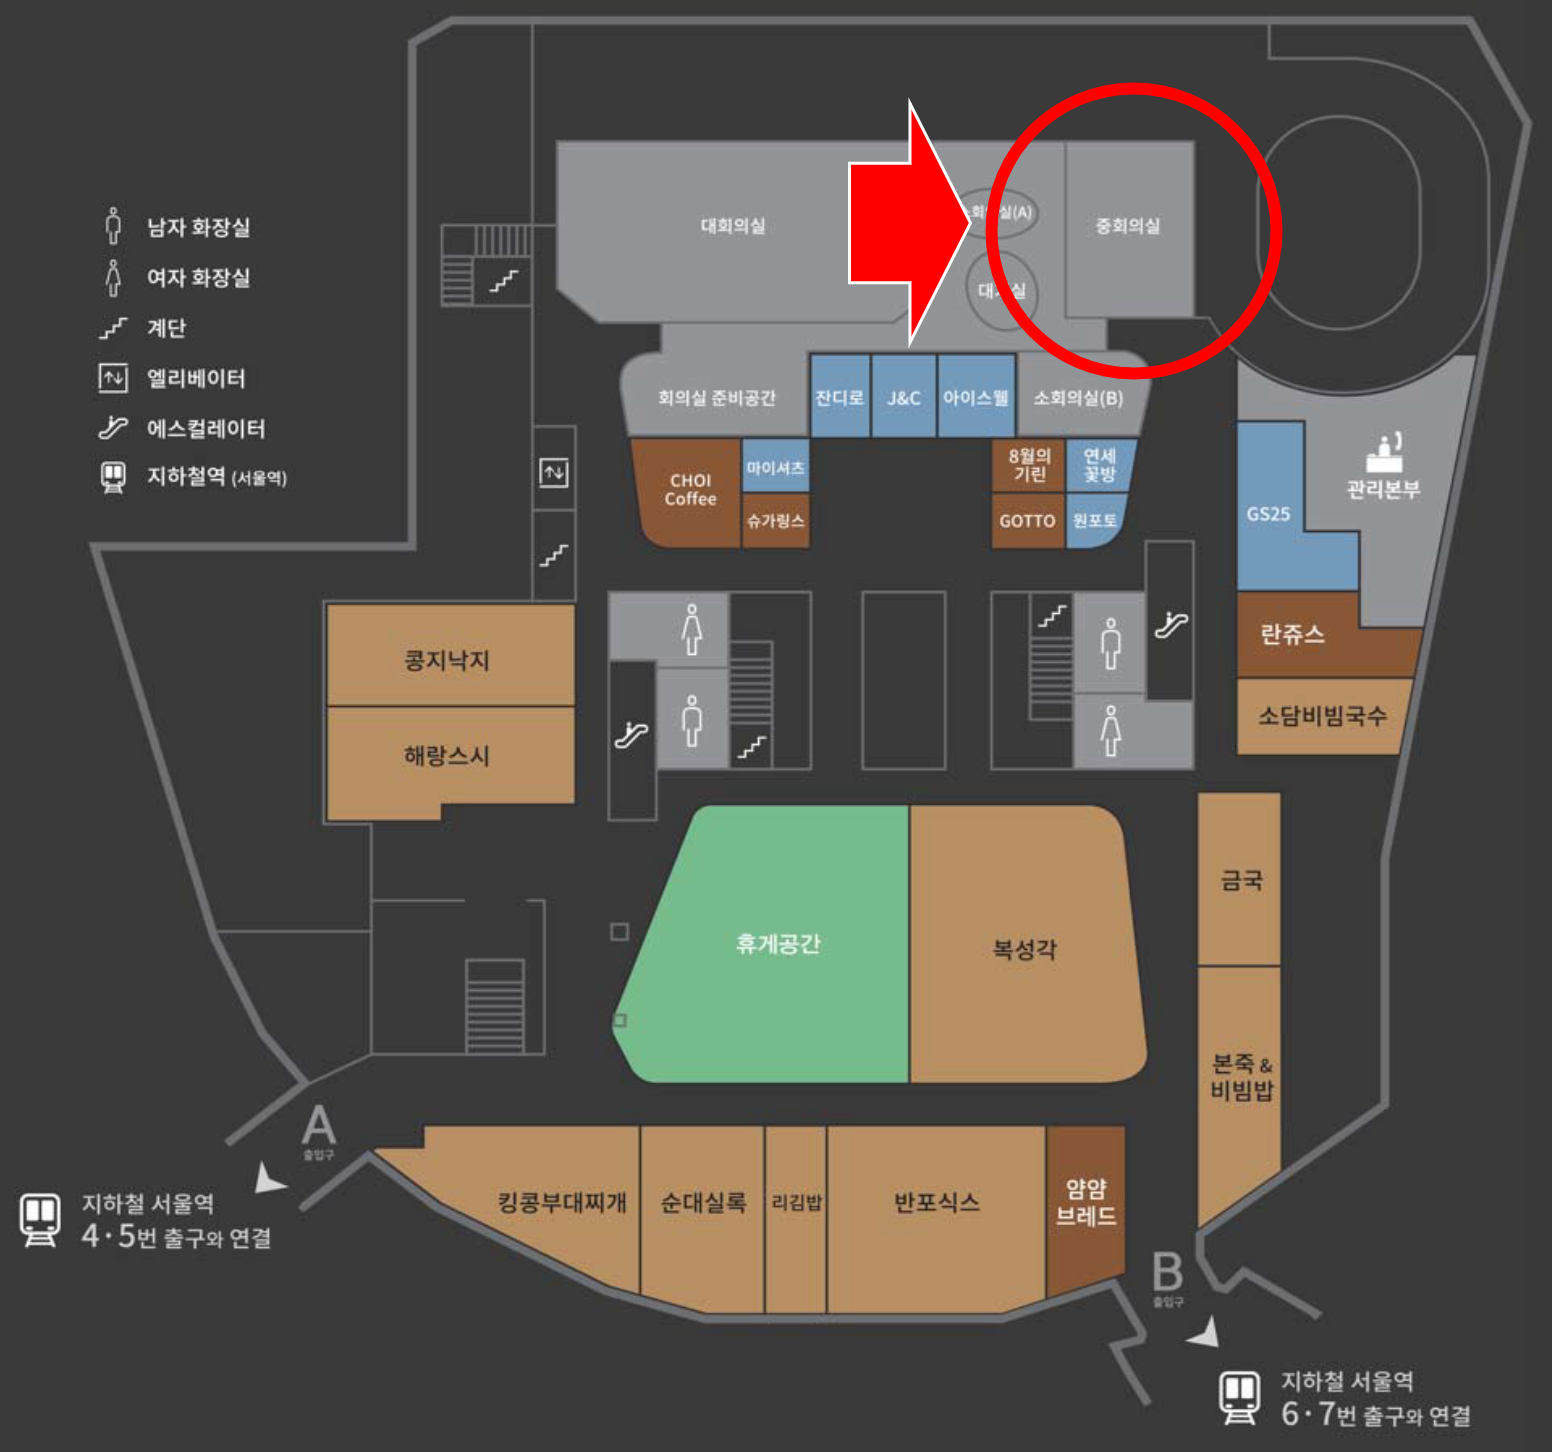 남자 화장실
여자 화장실
계단
엘리베이터
에스컬레이터
지하철역 (서울역)
대회의실
실(A)
중회의실
회의실 준비공간
잔디로
J&C
아이스웰
소회의실(B)
CHOI
Coffee
마이셔츠
슈가링스
8월의
기린
연세
꽃방
GOTTO
원포토
GS25
관리본부
란쥬스
소담비빔국수
콩지낙지
해랑스시
휴게공간
복성각
금국
본죽 &
비빔밥
A
출입구
지하철 서울역
4·5번 출구와 연결
킹콩부대찌개
순대실록
리김밥
반포식스
얌얌
브레드
B
출입구
지하철 서울역
6·7번 출구와 연결